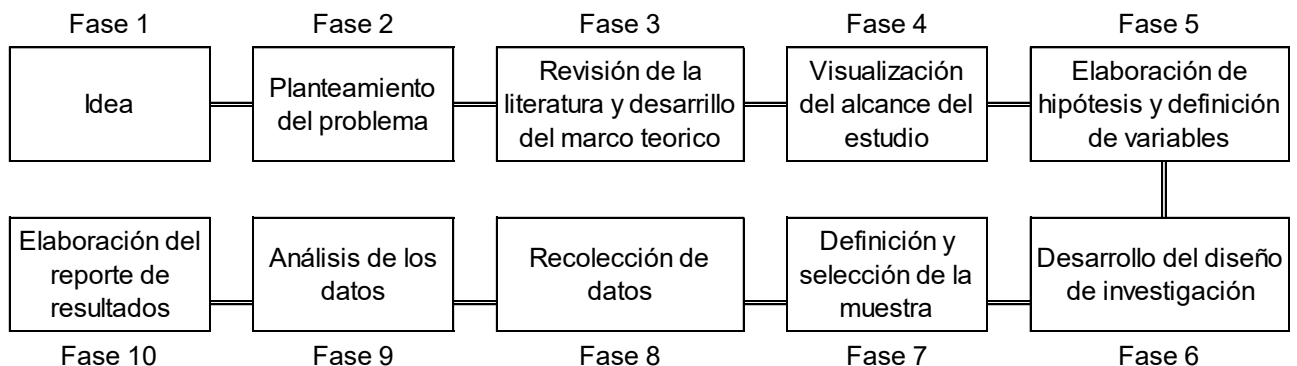 Fase 1
Idea
Fase 2
Planteamiento
del problema
Fase 3
Revisión de la
literatura y desarrillo
del marco teorico
Fase 4
Visualización
del alcance del
estudio
Fase 5
Elaboración de
hipótesis y definición
de variables
Desarrollo del diseño
de investigación
Fase 6
Definición y
selección de la
muestra
Fase 7
Recolección de
datos
Fase 8
Análisis de los
datos
Fase 9
Elaboración del
reporte de
resultados
Fase 10